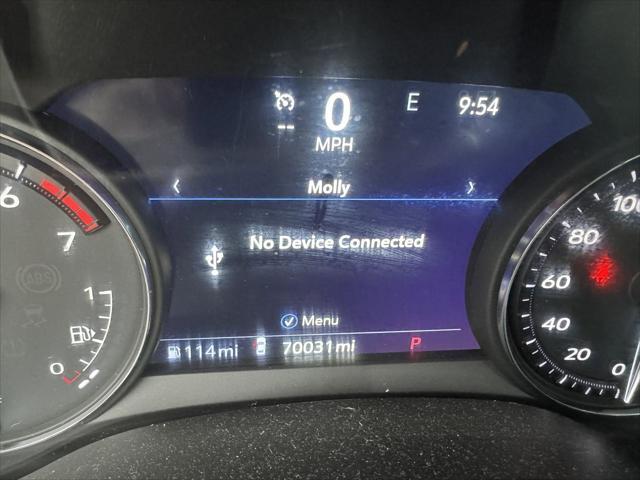 0 E 9:54
MPH
Molly
No Device Connected
Menu
114mi 70031mi P
6
7
ABS
1
0
100
80
60
40
20
0